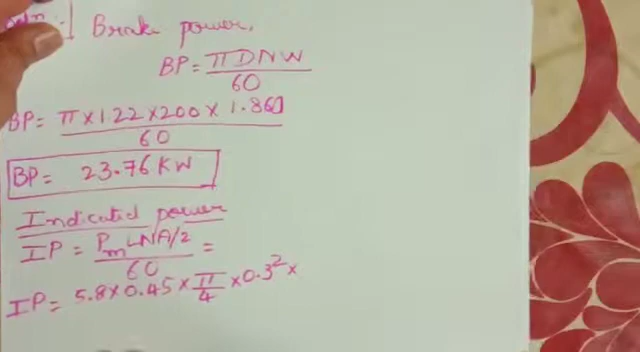 Brake power,
BP = πDNW
60
BP = π×1.22×200×1.860
60
BP = 23.76 KW
Indicated power
IP = PmLNA/2 =
60
IP = 5.8×0.45×π/4×0.3²×